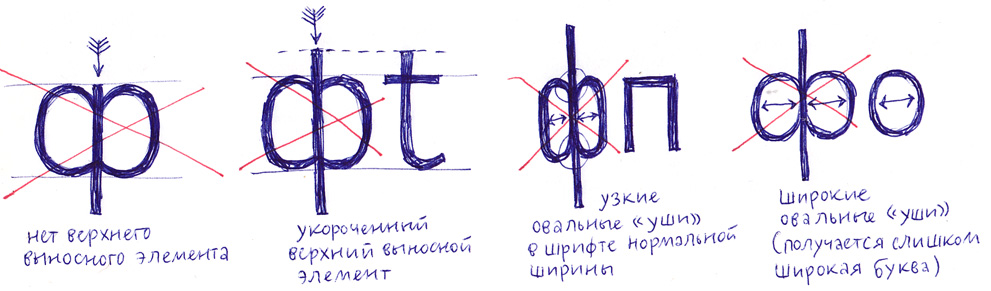 ф
нет верхнего
выносного элемента
фt
укороченный
верхний выносной
элемент
фп
узкие
овальные «уши»
в шрифте нормальной
ширины
фо
широкие
овальные «уши»
(получается слишком
широкая буква)